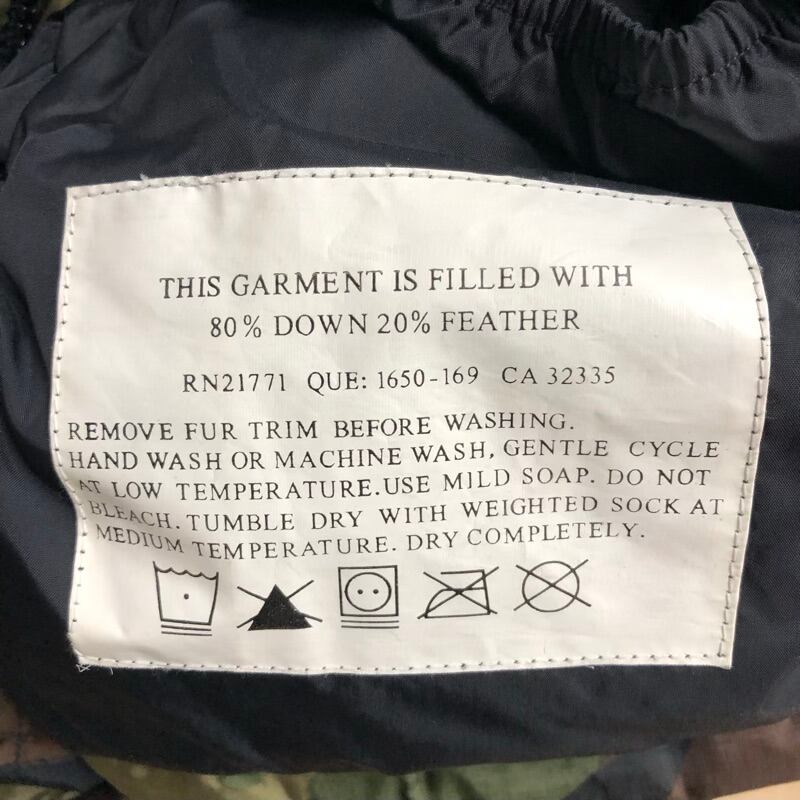 THIS GARMENT IS FILLED WITH
80% DOWN 20% FEATHER
RN21771 QUE: 1650-169 CA 32335
REMOVE FUR TRIM BEFORE WASHING.
HAND WASH OR MACHINE WASH, GENTLE CYCLE
AT LOW TEMPERATURE.USE MILD SOAP. DO NOT
BLEACH. TUMBLE DRY WITH WEIGHTED SOCK AT
MEDIUM TEMPERATURE. DRY COMPLETELY.